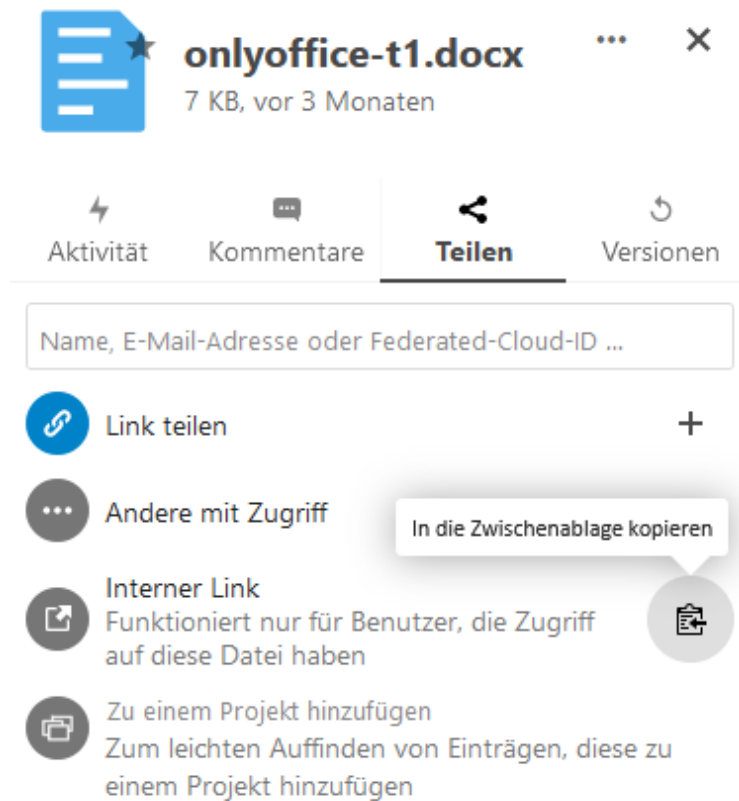 onlyoffice-t1.docx
7 KB, vor 3 Monaten
Aktivität
Kommentare
Teilen
Versionen
Name, E-Mail-Adresse oder Federated-Cloud-ID ...
Link teilen
Andere mit Zugriff
In die Zwischenablage kopieren
Interner Link
Funktioniert nur für Benutzer, die Zugriff
auf diese Datei haben
Zu einem Projekt hinzufügen
Zum leichten Auffinden von Einträgen, diese zu
einem Projekt hinzufügen